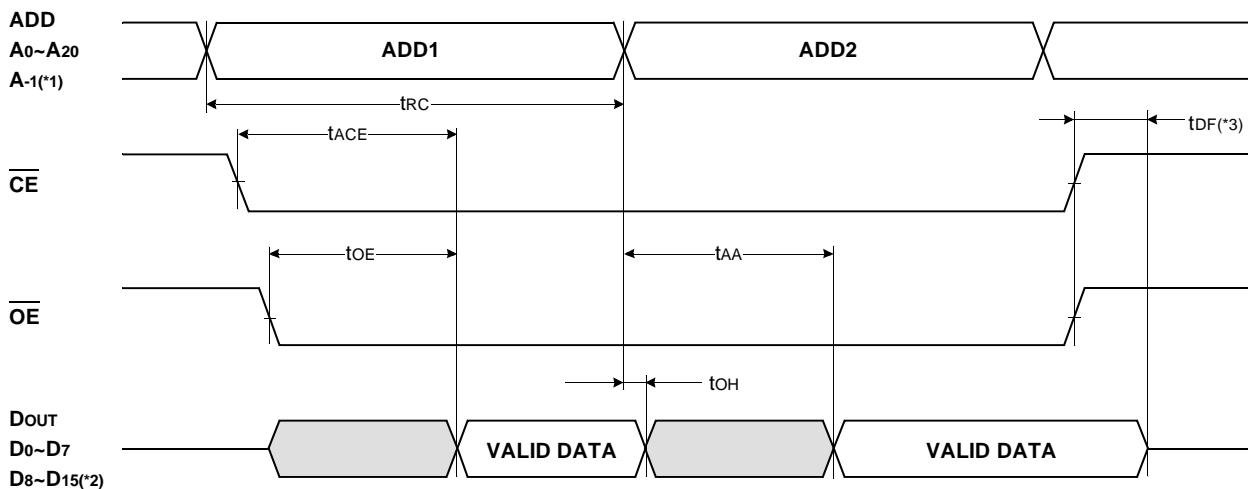 ADD
A0~A20
A-1(*1)
ADD1
ADD2
tRC
tACE
tDF(*3)
CE
tOE
tAA
OE
tOH
DOUT
D0~D7
D8~D15(*2)
VALID DATA
VALID DATA